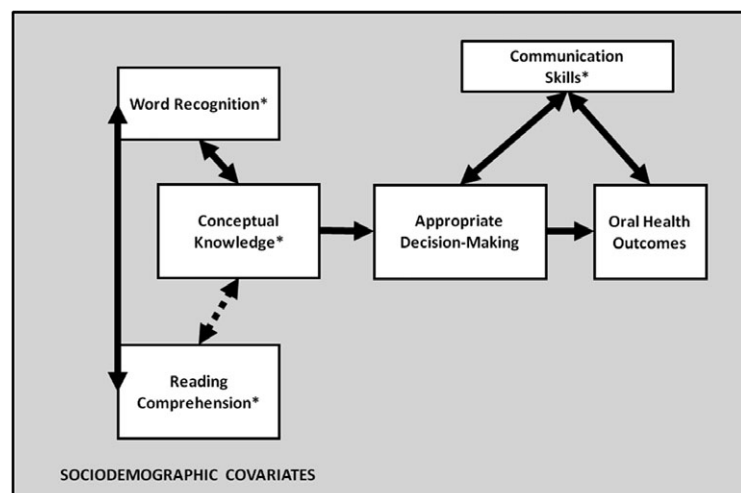 Communication
Skills*
Word Recognition*
Conceptual
Knowledge*
Appropriate
Decision-Making
Oral Health
Outcomes
Reading
Comprehension*
SOCIODEMOGRAPHIC COVARIATES